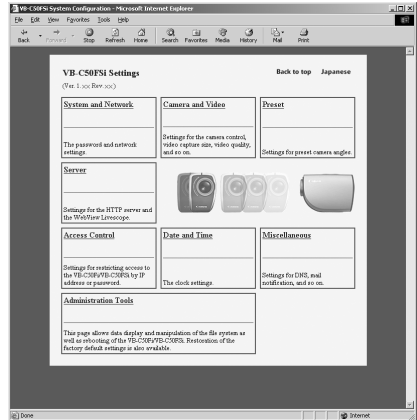 VB-C50FSi System Configuration - Microsoft Internet Explorer
File Edit View Favorites Tools Help
Back Forward Stop Refresh Home Search Favorites Media History Mail Print
VB-C50FSi Settings
Back to top Japanese
(Ver. 1.xx Rev.xx)
System and Network
The password and network
settings.
Camera and Video
Settings for the camera control,
video capture size, video quality,
and so on.
Preset
Settings for preset camera angles.
Server
Settings for the HTTP server and
the WebView Livescope.
Access Control
Settings for restricting access to
the VB-C50Fi/VB-C50FSi by IP
address or password.
Date and Time
The clock settings.
Miscellaneous
Settings for DNS, mail
notification, and so on.
Administration Tools
This page allows data display and manipulation of the file system as
well as rebooting of the VB-C50Fi/VB-C50FSi. Restoration of the
factory default settings is also available.
Done
Internet